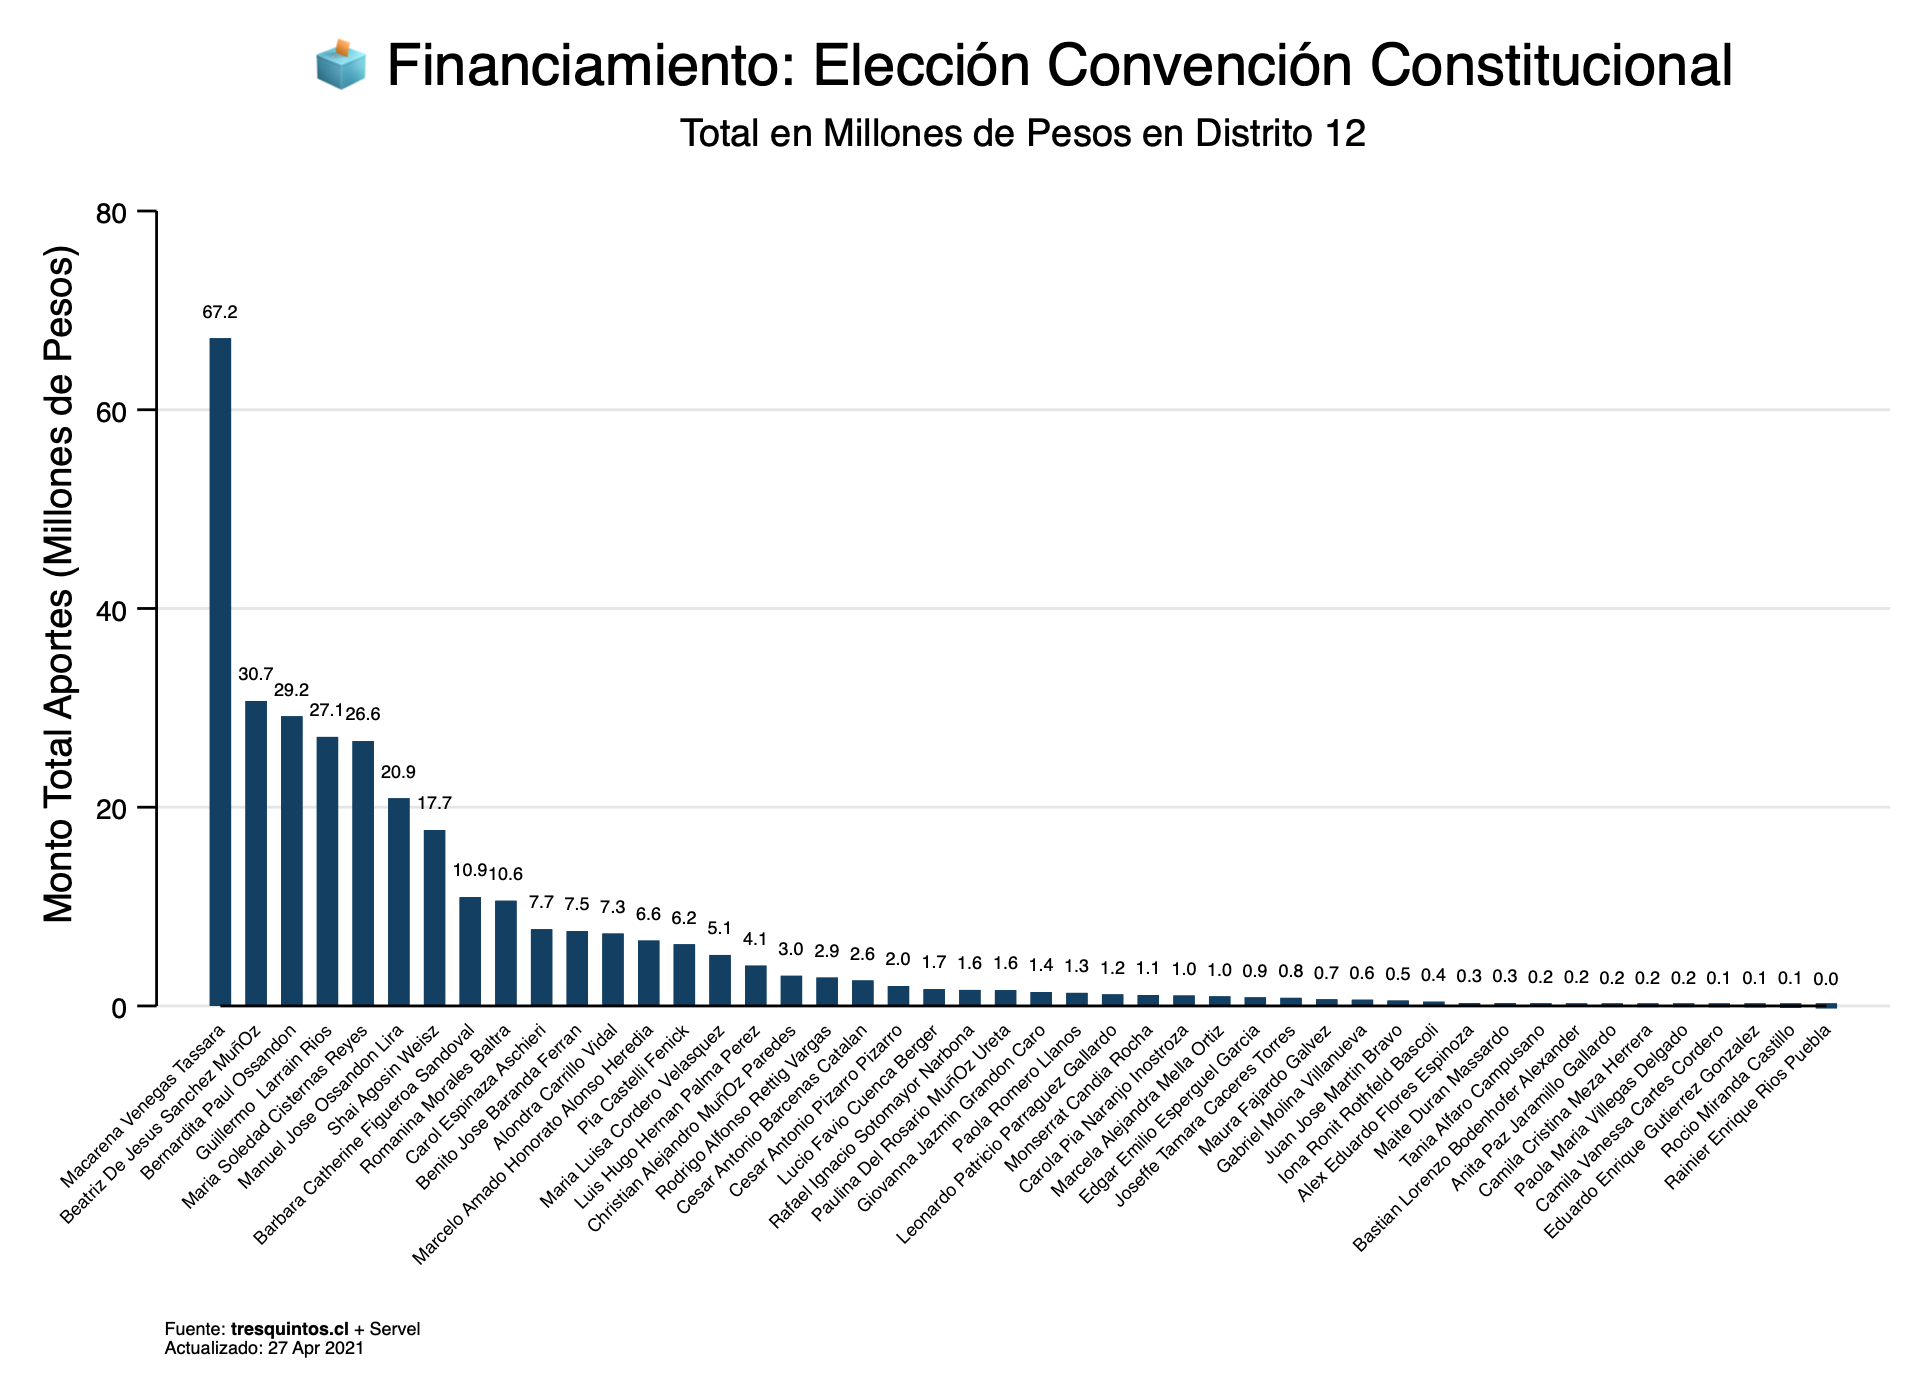 Financiamiento: Elección Convención Constitucional
Total en Millones de Pesos en Distrito 12
Monto Total Aportes (Millones de Pesos)
80
60
40
20
0
67.2
30.7
29.2
27.1
26.6
20.9
17.7
10.9
10.6
7.7
7.5
7.3
6.6
6.2
5.1
4.1
3.0
2.9
2.6
2.0
1.7
1.6
1.6
1.4
1.3
1.2
1.1
1.0
1.0
0.9
0.8
0.7
0.6
0.5
0.4
0.3
0.3
0.2
0.2
0.2
0.2
0.2
0.1
0.1
0.1
0.0
Macarena Venegas Tassara
Beatriz De Jesus Sanchez MuñOz
Bernardita Paul Ossandon
Guillermo  Larrain Rios
Maria Soledad Cisternas Reyes
Manuel Jose Ossandon Lira
Shai Agosin Weisz
Barbara Catherine Figueroa Sandoval
Romanina Morales Baltra
Carol Espinaza Aschieri
Benito Jose Baranda Ferran
Alondra Carrillo Vidal
Marcelo Amado Honorato Alonso Heredia
Pia Castelli Fenick
Maria Luisa Cordero Velasquez
Luis Hugo Hernan Palma Perez
Christian Alejandro MuñOz Paredes
Rodrigo Alfonso Rettig Vargas
Cesar Antonio Barcenas Catalan
Cesar Antonio Pizarro Pizarro
Lucio Favio Cuenca Berger
Rafael Ignacio Sotomayor Narbona
Paulina Del Rosario MuñOz Ureta
Giovanna Jazmin Grandon Caro
Paola Romero Llanos
Leonardo Patricio Parraguez Gallardo
Monserrat Candia Rocha
Carola Pia Naranjo Inostroza
Marcela Alejandra Mella Ortiz
Edgar Emilio Esperguel Garcia
Joseffe Tamara Caceres Torres
Maura Fajardo Galvez
Gabriel Molina Villanueva
Juan Jose Martin Bravo
Iona Ronit Rothfeld Bascoli
Alex Eduardo Flores Espinoza
Maite Duran Massardo
Tania Alfaro Campusano
Bastian Lorenzo Bodenhofer Alexander
Anita Paz Jaramillo Gallardo
Camila Cristina Meza Herrera
Paola Maria Villegas Delgado
Camila Vanessa Cartes Cordero
Eduardo Enrique Gutierrez Gonzalez
Rocio Miranda Castillo
Rainier Enrique Rios Puebla
Fuente: tresquintos.cl + Servel
Actualizado: 27 Apr 2021